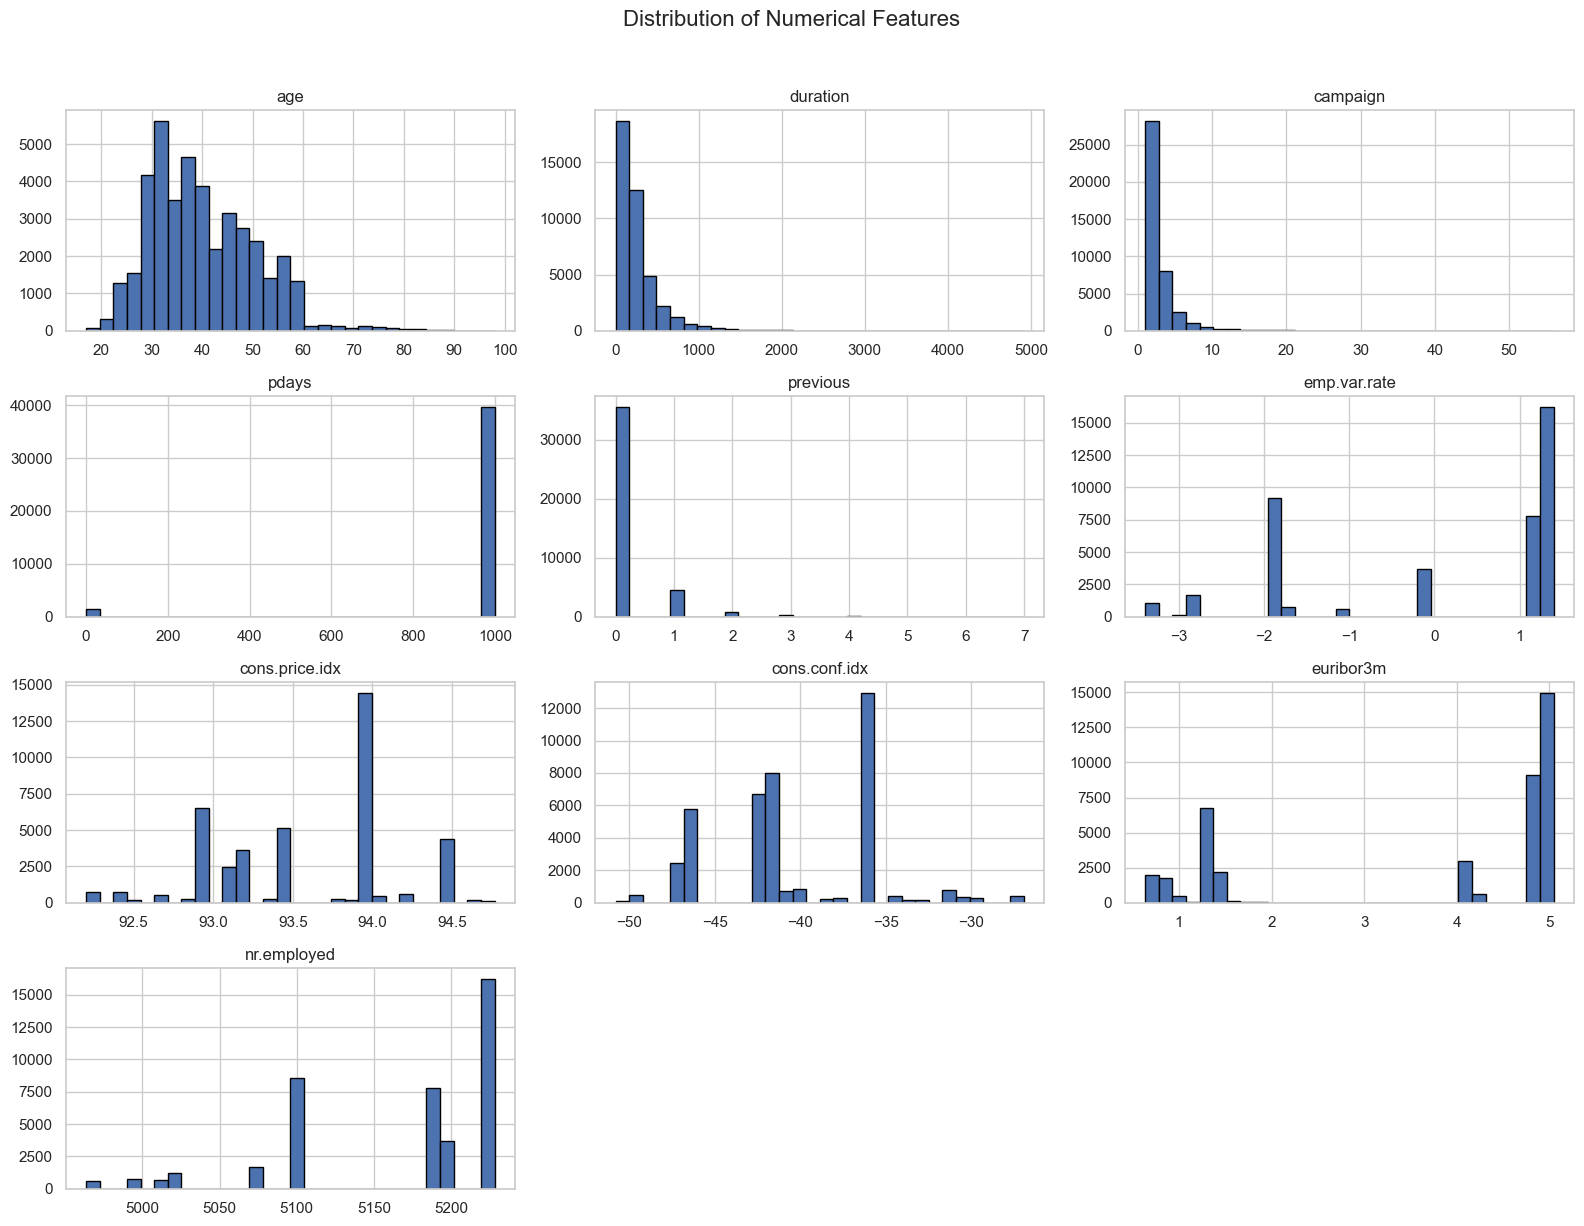 Distribution of Numerical Features
age duration campaign
5000 4000 3000 2000 1000 0
15000 10000 5000 0
25000 20000 15000 10000 5000 0
20 30 40 50 60 70 80 90 100
0 1000 2000 3000 4000 5000
0 10 20 30 40 50
pdays previous emp.var.rate
40000 30000 20000 10000 0
30000 20000 10000 0
15000 12500 10000 7500 5000 2500 0
0 200 400 600 800 1000
0 1 2 3 4 5 6 7
−3 −2 −1 0 1
cons.price.idx cons.conf.idx euribor3m
15000 12500 10000 7500 5000 2500 0
12000 10000 8000 6000 4000 2000 0
15000 12500 10000 7500 5000 2500 0
92.5 93.0 93.5 94.0 94.5
−50 −45 −40 −35 −30
1 2 3 4 5
nr.employed
15000 12500 10000 7500 5000 2500 0
5000 5050 5100 5150 5200